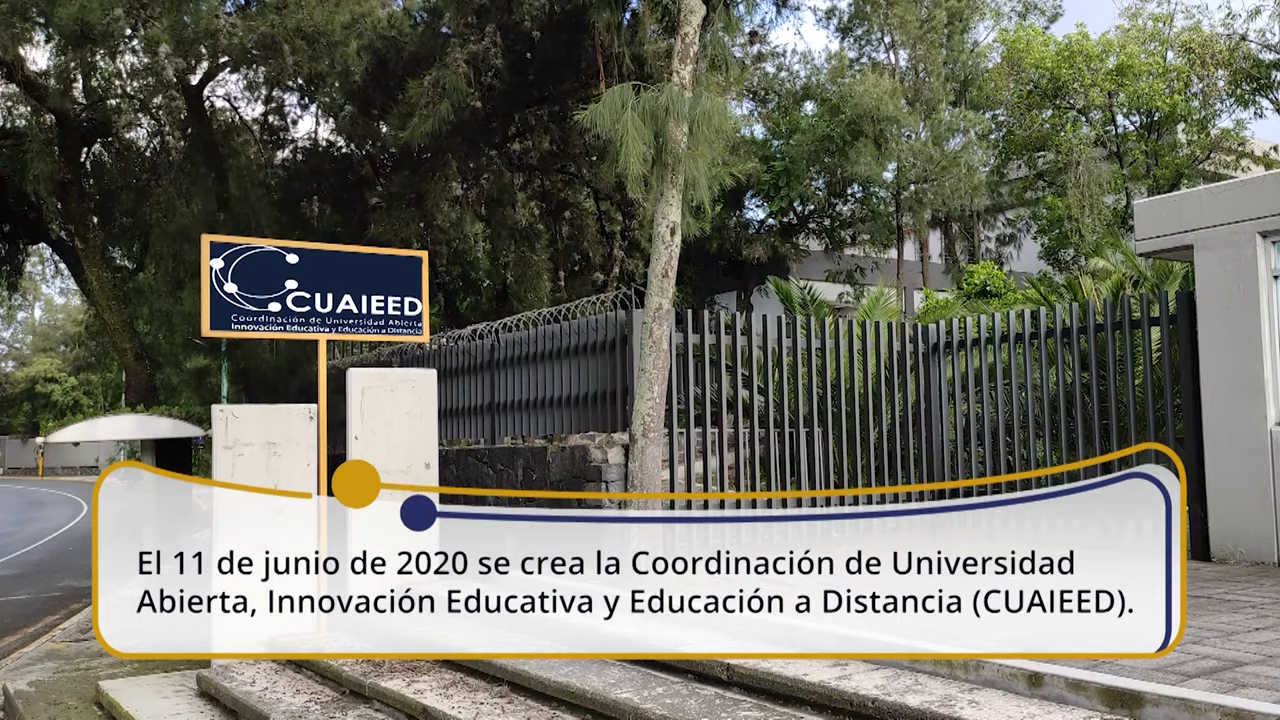 CUAIEED
Coordinación de Universidad Abierta
Innovación Educativa y Educación a Distancia
El 11 de junio de 2020 se crea la Coordinación de Universidad
Abierta, Innovación Educativa y Educación a Distancia (CUAIEED).